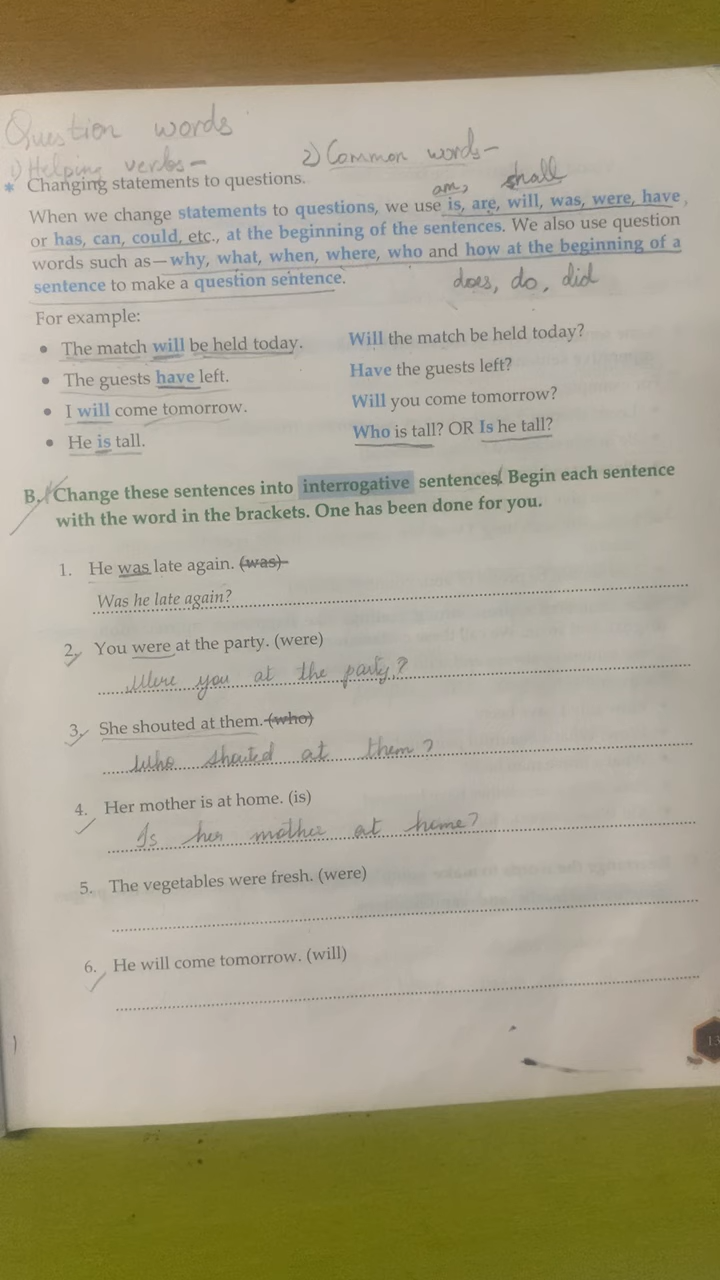 Question words
1) Helping verbs – 2) Common words –
* Changing statements to questions.
am, shall
When we change statements to questions, we use is, are, will, was, were, have,
or has, can, could, etc., at the beginning of the sentences. We also use question
words such as—why, what, when, where, who and how at the beginning of a
sentence to make a question sentence.
does, do, did
For example:
• The match will be held today. Will the match be held today?
• The guests have left. Have the guests left?
• I will come tomorrow. Will you come tomorrow?
• He is tall. Who is tall? OR Is he tall?
B. Change these sentences into interrogative sentences. Begin each sentence
with the word in the brackets. One has been done for you.
1. He was late again. (was)
Was he late again?
2. You were at the party. (were)
Were you at the party?
3. She shouted at them. (who)
Who shouted at them?
4. Her mother is at home. (is)
Is her mother at home?
5. The vegetables were fresh. (were)
6. He will come tomorrow. (will)